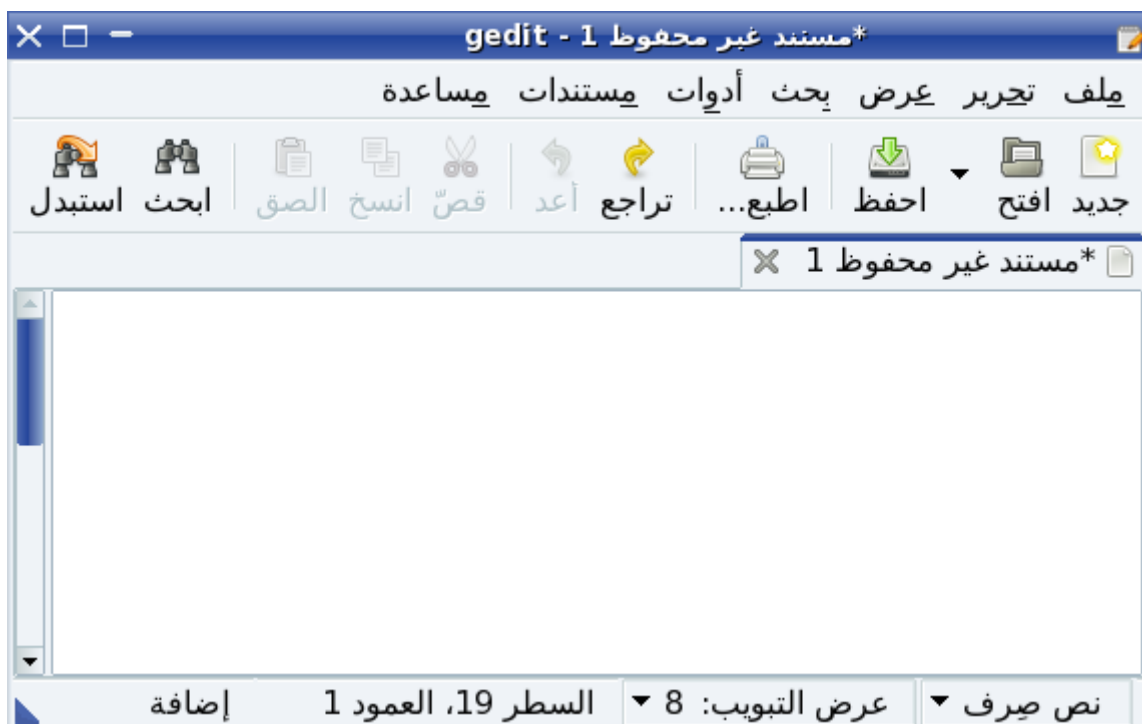 *مستند غير محفوظ 1 - gedit
ملف تحرير عرض بحث أدوات مستندات مساعدة
جديد افتح احفظ اطبع... تراجع أعد قصّ انسخ الصق ابحث استبدل
*مستند غير محفوظ 1
نص صرف عرض التبويب: 8 السطر 19، العمود 1 إضافة